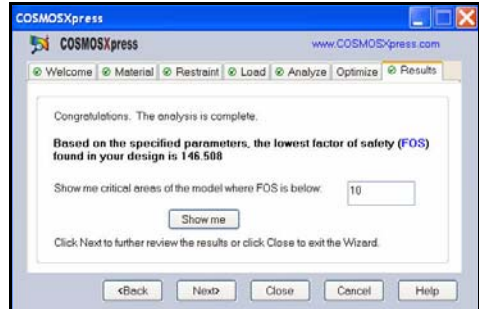 COSMOSXpress
COSMOSXpress www.COSMOSXpress.com
Welcome Material Restraint Load Analyze Optimize Results
Congratulations. The analysis is complete.
Based on the specified parameters, the lowest factor of safety (FOS)
found in your design is 146.508
Show me critical areas of the model where FOS is below: 10
Show me
Click Next to further review the results or click Close to exit the Wizard.
<Back Next> Close Cancel Help